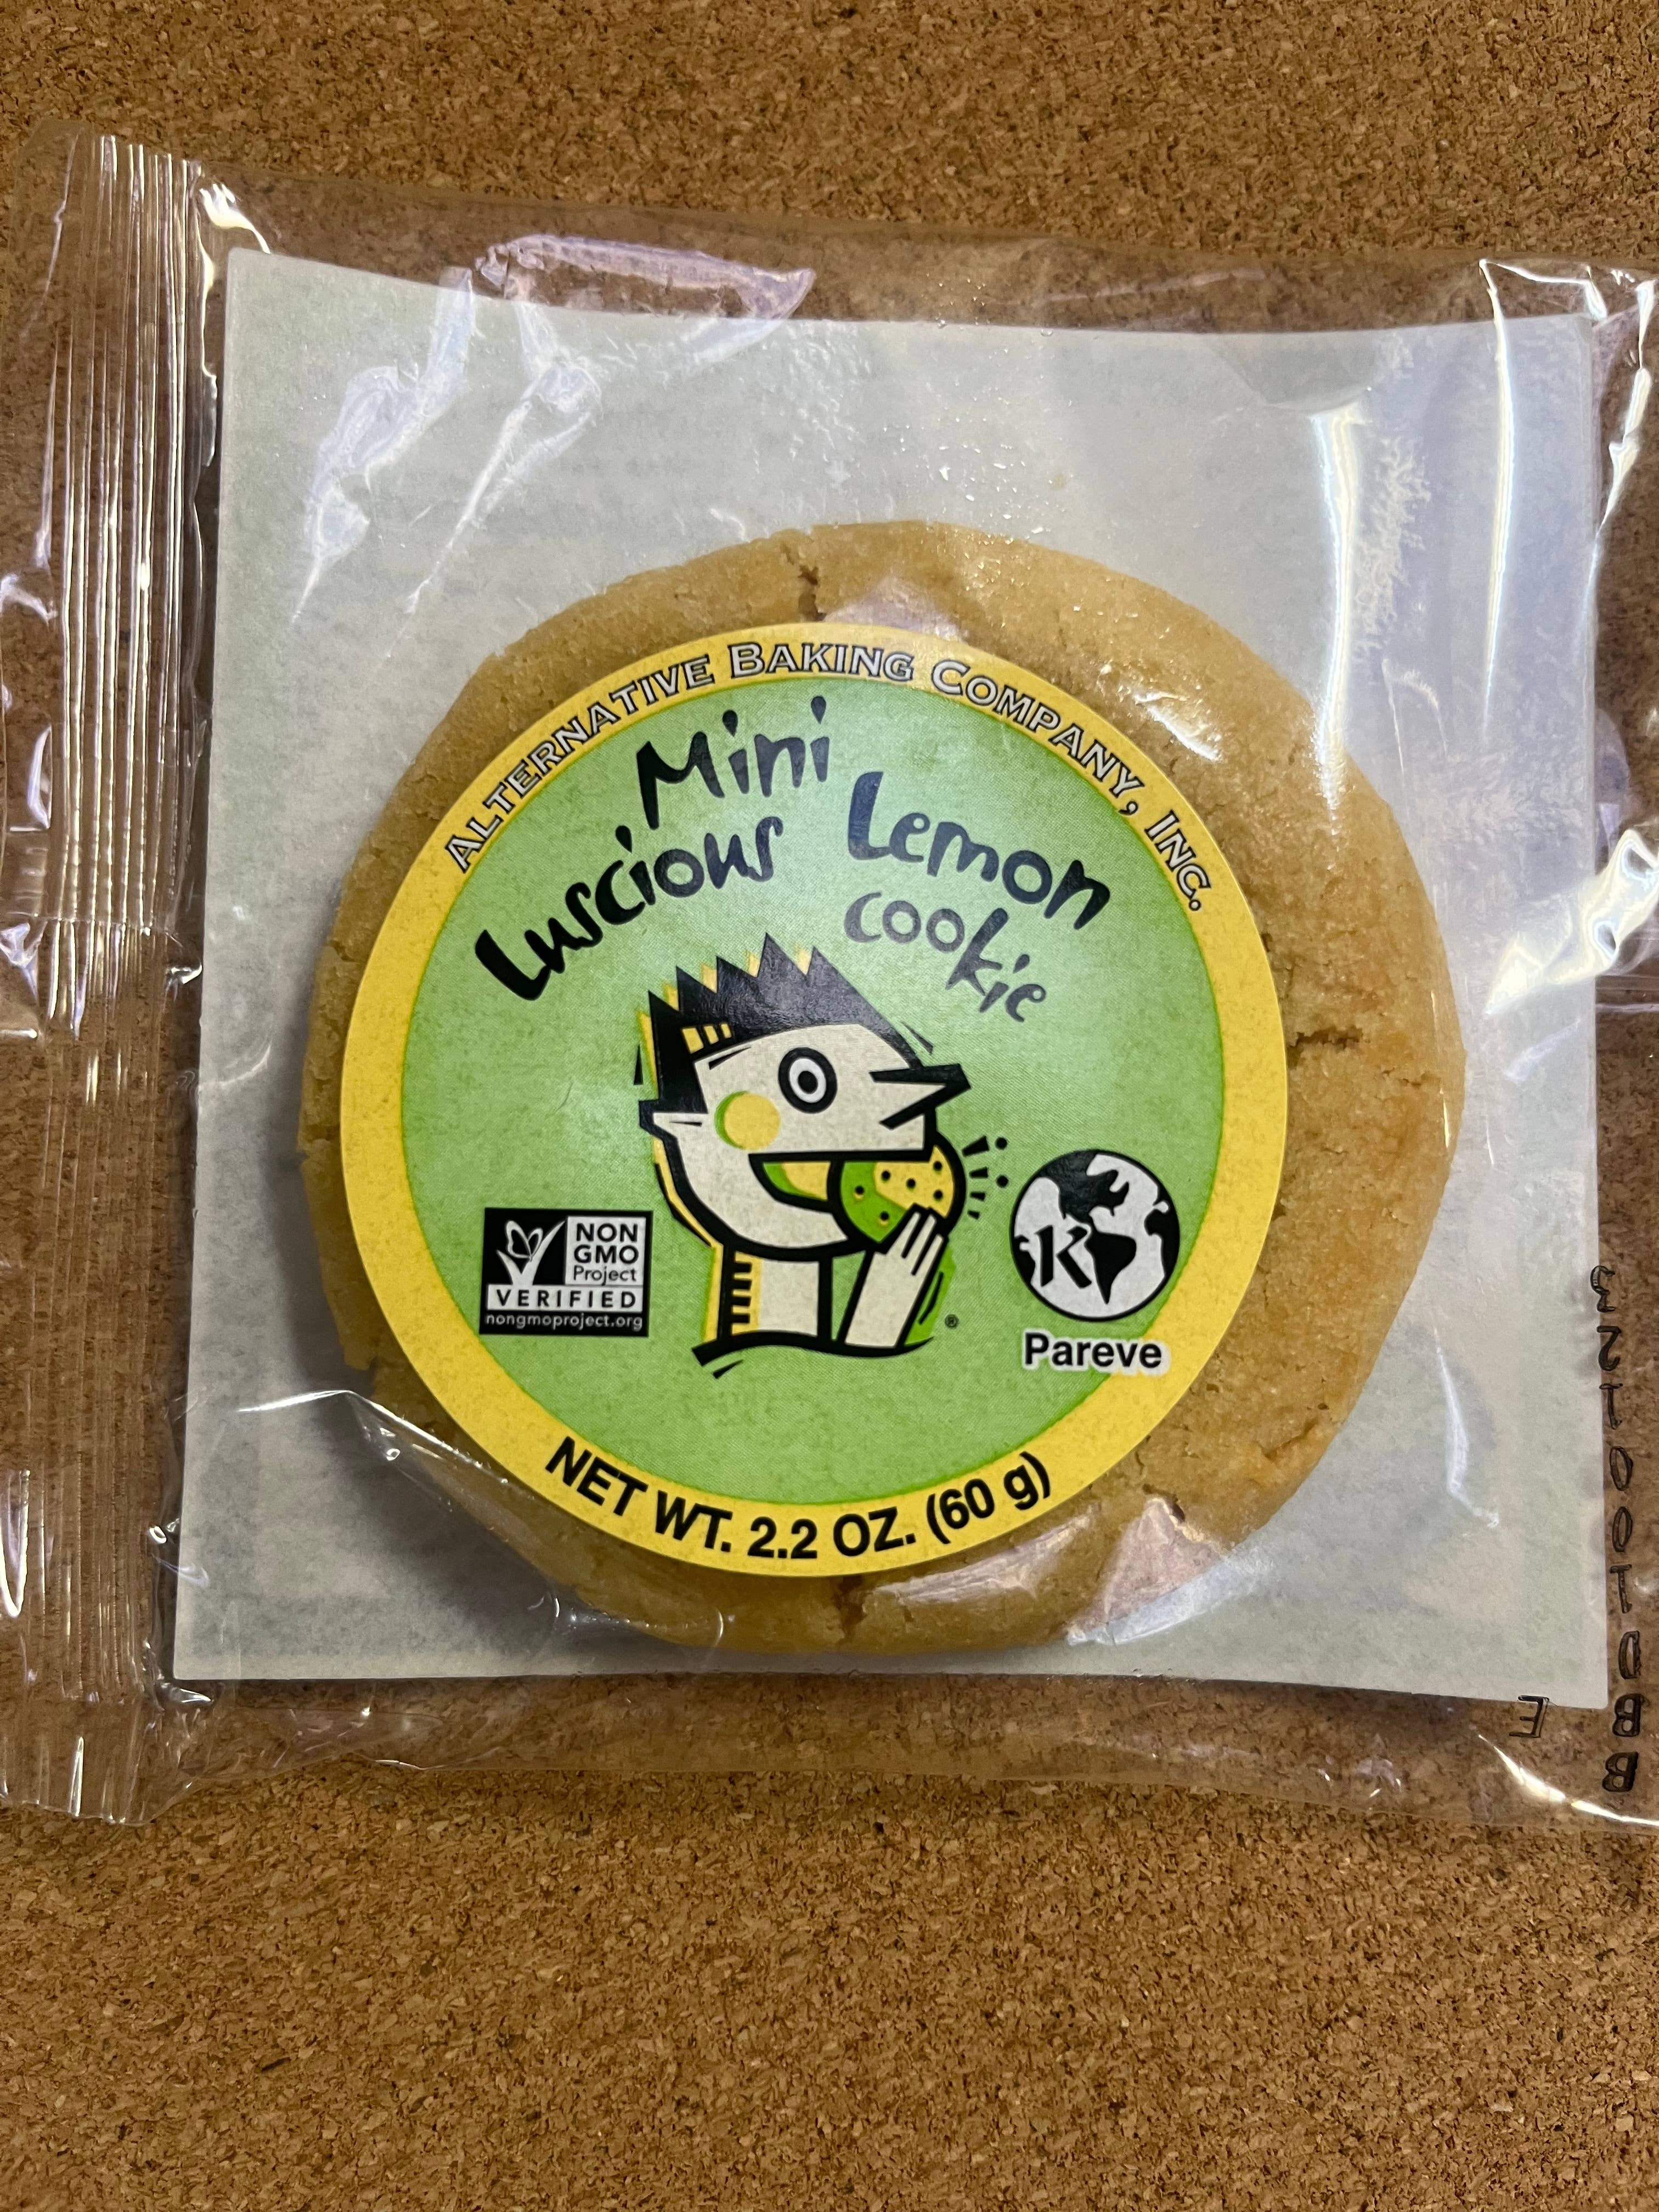 ALTERNATIVE BAKING COMPANY, INC.
Mini
Luscious Lemon
cookie
NON
GMO
Project
VERIFIED
nongmoproject.org
®
K
Pareve
NET WT. 2.2 OZ. (60 g)
BBD100123
E